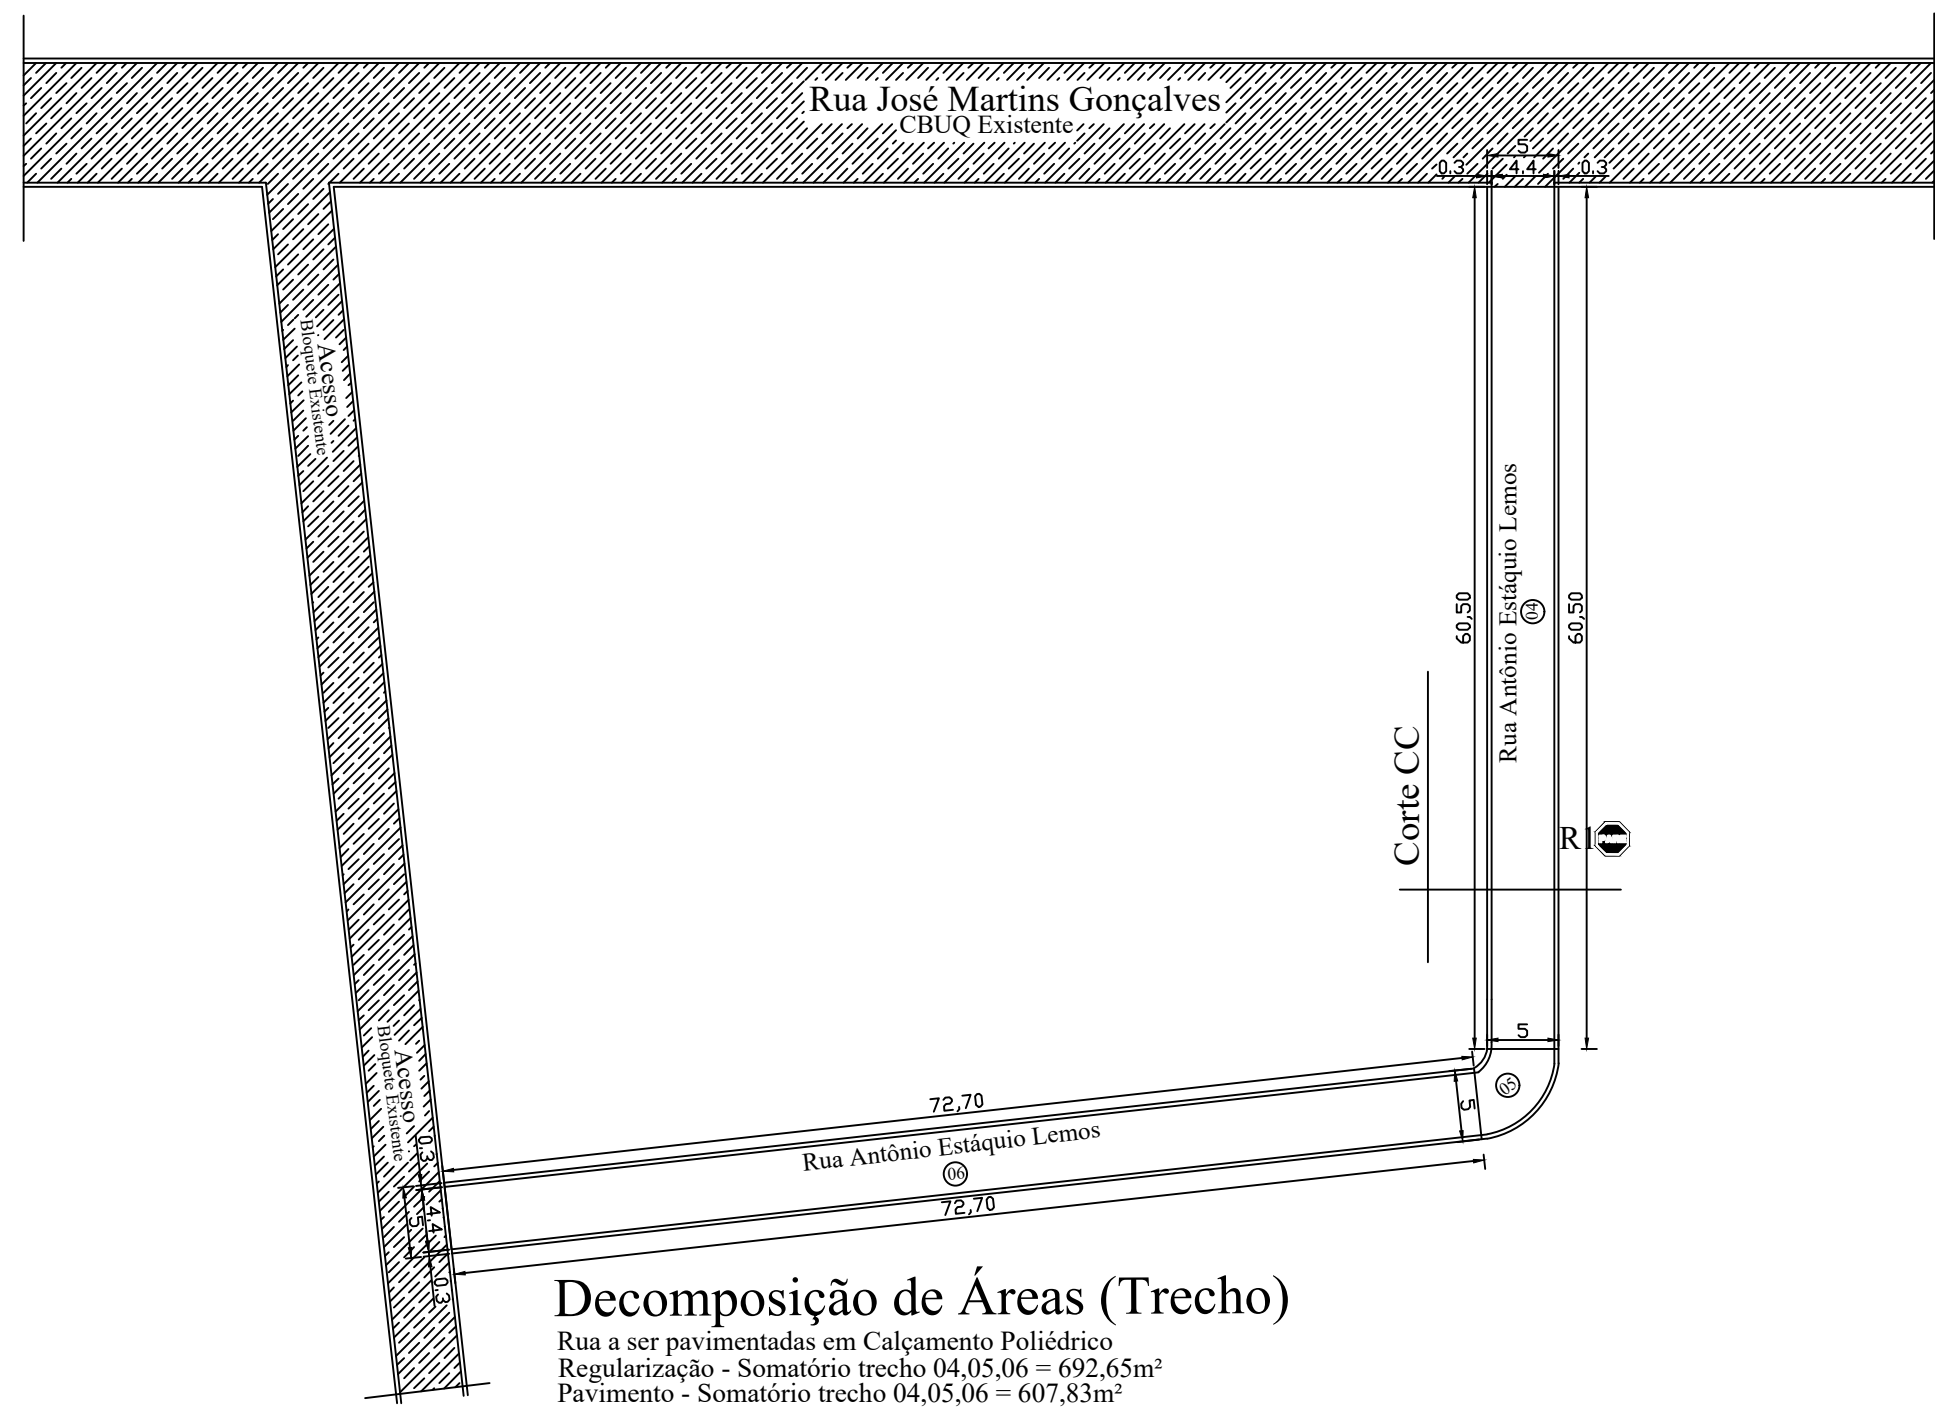 Rua José Martins Gonçalves
CBUQ Existente
5
0.3
4.4
0.3
Acesso
Bloquete Existente
60,50
Rua Antônio Estáquio Lemos
04
60,50
Corte CC
R1
5
05
5
72,70
Rua Antônio Estáquio Lemos
06
72,70
Acesso
Bloquete Existente
0.3
4.4
5
0.3
Decomposição de Áreas (Trecho)
Rua a ser pavimentadas em Calçamento Poliédrico
Regularização - Somatório trecho 04,05,06 = 692,65m²
Pavimento - Somatório trecho 04,05,06 = 607,83m²